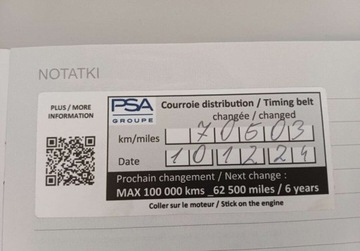 NOTATKI
PLUS / MORE
INFORMATION
PSA
GROUPE
Courroie distribution / Timing belt
changée / changed
km/miles 70503
Date 101224
Prochain changement / Next change :
MAX 100 000 kms _62 500 miles / 6 years
Coller sur le moteur / Stick on the engine